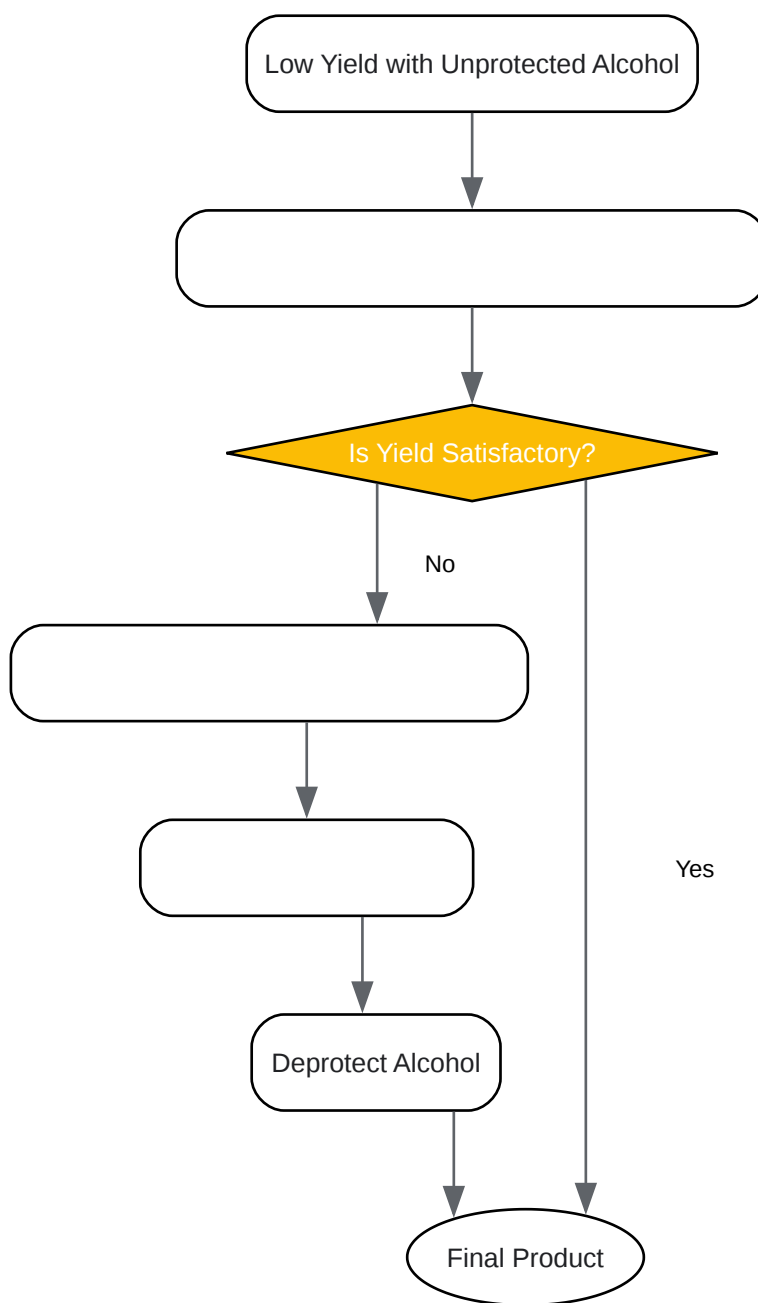 Low Yield with Unprotected Alcohol
Is Yield Satisfactory?
No
Yes
Deprotect Alcohol
Final Product